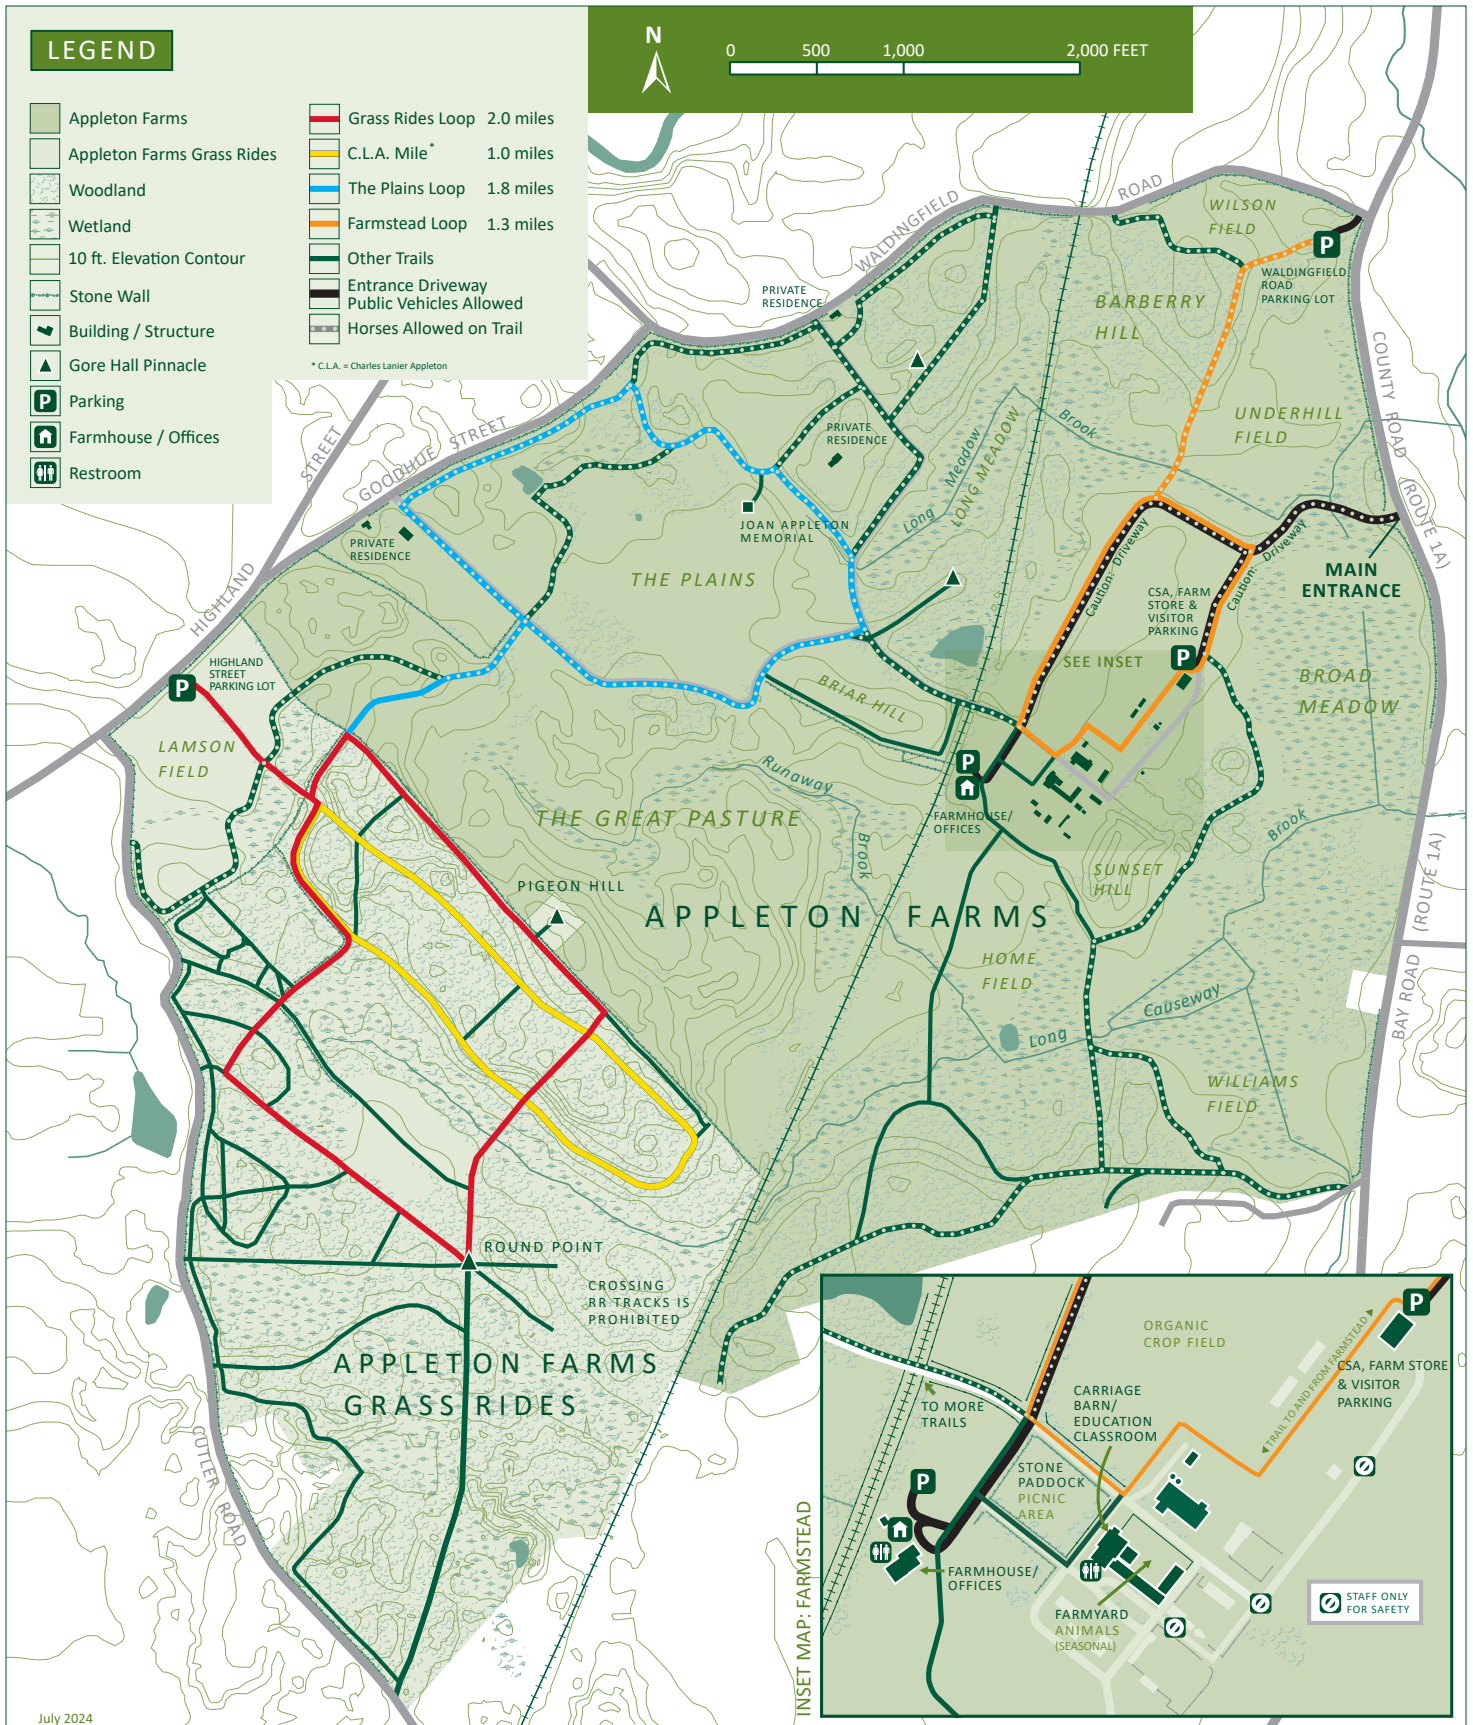 LEGEND
Appleton Farms
Appleton Farms Grass Rides
Woodland
Wetland
10 ft. Elevation Contour
Stone Wall
Building / Structure
Gore Hall Pinnacle
P Parking
Farmhouse / Offices
Restroom
Grass Rides Loop 2.0 miles
C.L.A. Mile* 1.0 miles
The Plains Loop 1.8 miles
Farmstead Loop 1.3 miles
Other Trails
Entrance Driveway
Public Vehicles Allowed
Horses Allowed on Trail
* C.L.A. = Charles Lanier Appleton
N
0 500 1,000 2,000 FEET
WALDINGFIELD
ROAD
WILSON
FIELD
P
WALDINGFIELD
ROAD
PARKING LOT
PRIVATE
RESIDENCE
BARBERRY
HILL
COUNTY ROAD
(ROUTE 1A)
UNDERHILL
FIELD
Brook
Meadow
Long
LONG MEADOW
PRIVATE
RESIDENCE
GOODHUE STREET
STREET
HIGHLAND
PRIVATE
RESIDENCE
JOAN APPLETON
MEMORIAL
THE PLAINS
Caution: Driveway
Caution: Driveway
MAIN
ENTRANCE
CSA, FARM
STORE &
VISITOR
PARKING
P
SEE INSET
BROAD
MEADOW
HIGHLAND
STREET
PARKING LOT
P
LAMSON
FIELD
BRIAR HILL
Runaway
Brook
P
FARMHOUSE/
OFFICES
THE GREAT PASTURE
Brook
SUNSET
HILL
PIGEON HILL
APPLETON FARMS
(ROUTE 1A)
BAY ROAD
HOME
FIELD
Causeway
Long
WILLIAMS
FIELD
ROUND POINT
CROSSING
RR TRACKS IS
PROHIBITED
APPLETON FARMS
GRASS RIDES
CUTLER ROAD
July 2024
INSET MAP: FARMSTEAD
ORGANIC
CROP FIELD
P
CSA, FARM STORE
& VISITOR
PARKING
TRAIL TO AND FROM FARMSTEAD
TO MORE
TRAILS
CARRIAGE
BARN/
EDUCATION
CLASSROOM
STONE
PADDOCK
PICNIC
AREA
P
FARMHOUSE/
OFFICES
FARMYARD
ANIMALS
(SEASONAL)
STAFF ONLY
FOR SAFETY